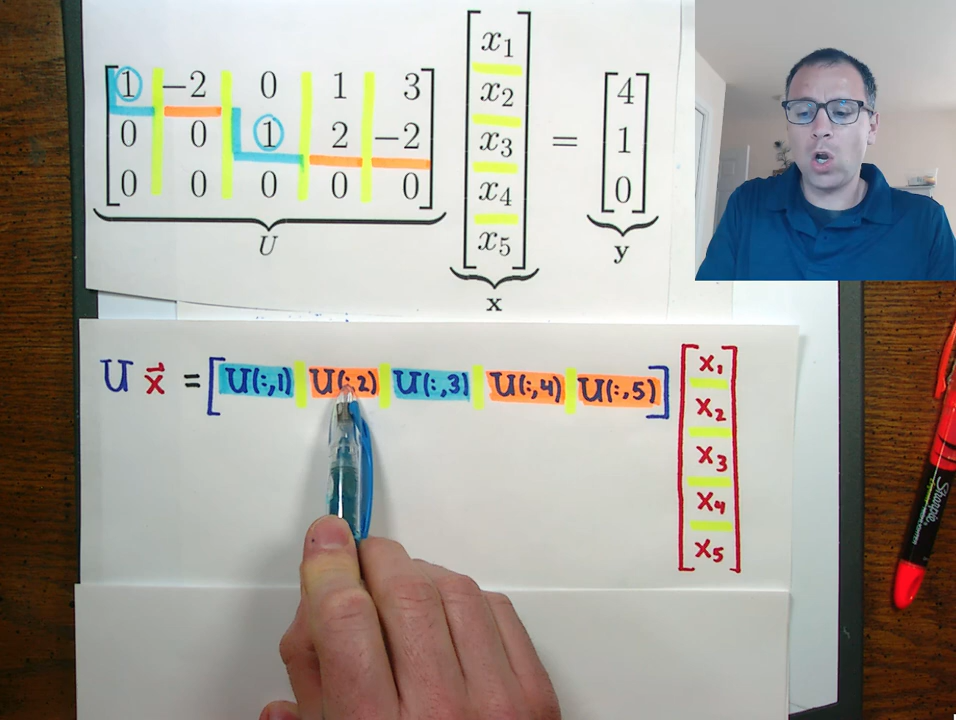 [1 −2 0 1 3
0 0 1 2 −2
0 0 0 0 0]
U
[x1
x2
x3
x4
x5]
x
=
[4
1
0]
y
U x⃗ = [U(:,1) U(:,2) U(:,3) U(:,4) U(:,5)]
[x1
x2
x3
x4
x5]
Sharpie